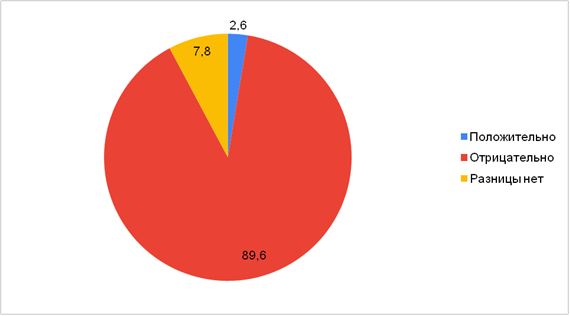 2,6
7,8
89,6
Положительно
Отрицательно
Разницы нет